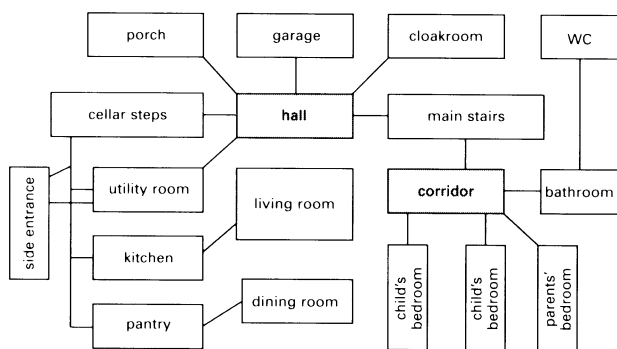 porch
garage
cloakroom
WC
cellar steps
hall
main stairs
side entrance
utility room
living room
corridor
bathroom
kitchen
child's
bedroom
child's
bedroom
parents'
bedroom
dining room
pantry